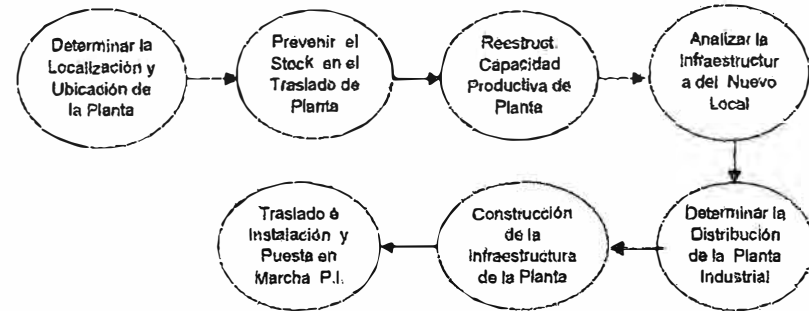 Determinar la
Localización y
Ubicación de
la Planta
Prevenir el
Stock en el
Traslado de
Planta
Reestruct.
Capacidad
Productiva de
Planta
Analizar la
Infraestructur
a del Nuevo
Local
Determinar la
Distribución
de la Planta
Industrial
Construcción
de la
Infraestructura
de la Planta
Traslado é
Instalación y
Puesta en
Marcha P.I.